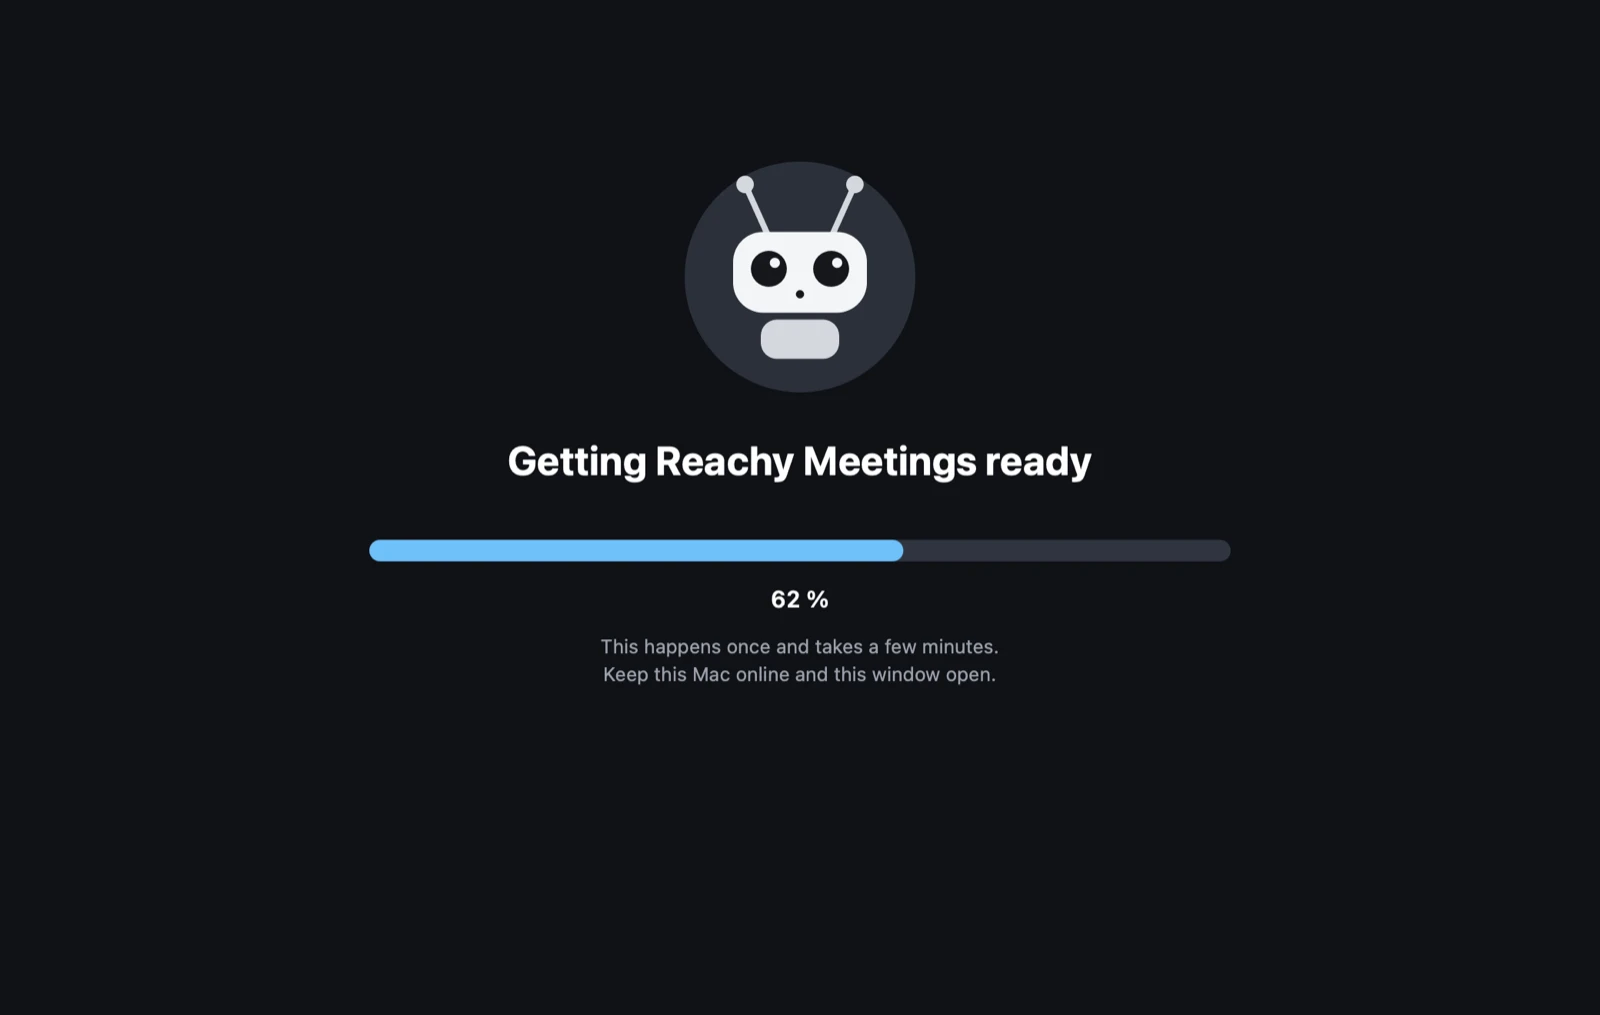 Getting Reachy Meetings ready
62 %
This happens once and takes a few minutes.
Keep this Mac online and this window open.